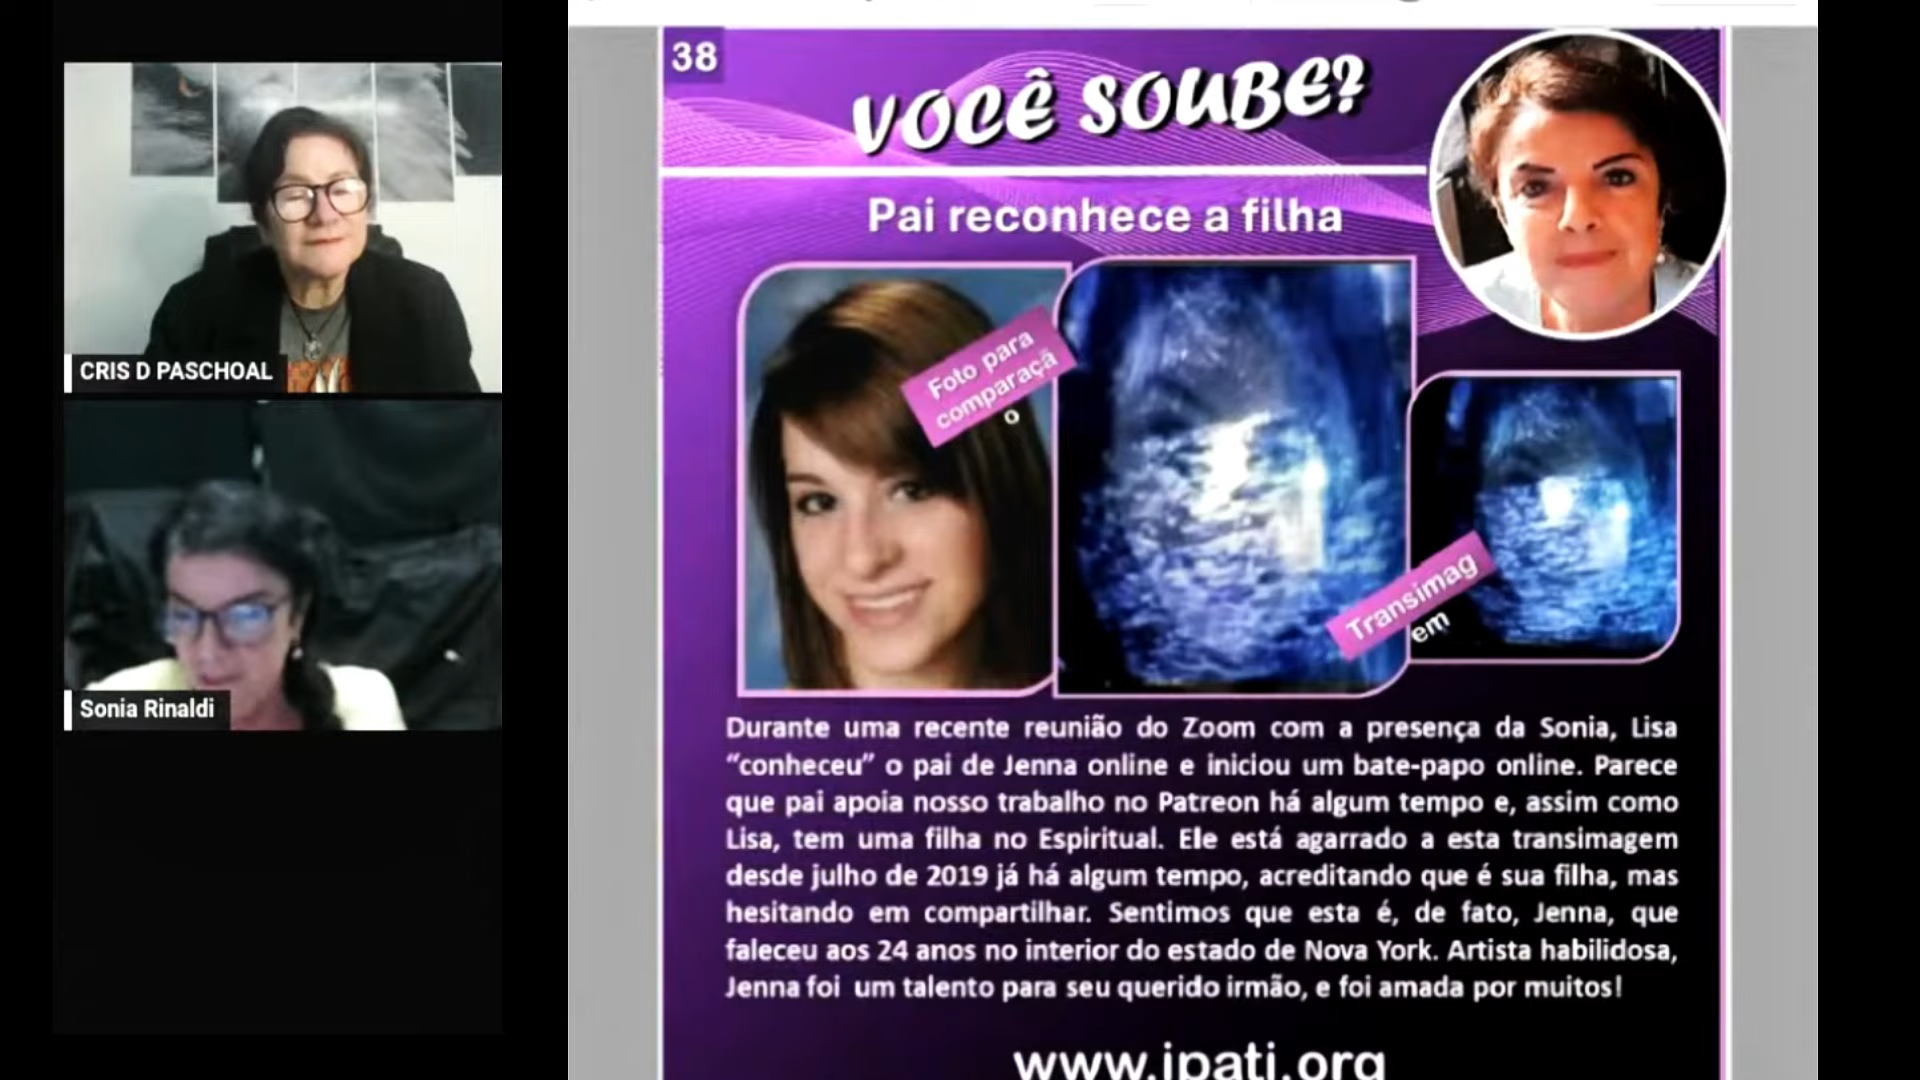 CRIS D PASCHOAL
Sonia Rinaldi
38
VOCÊ SOUBE?
Pai reconhece a filha
Foto para
comparaçã
o
Transimag
em
Durante uma recente reunião do Zoom com a presença da Sonia, Lisa
“conheceu” o pai de Jenna online e iniciou um bate-papo online. Parece
que pai apoia nosso trabalho no Patreon há algum tempo e, assim como
Lisa, tem uma filha no Espiritual. Ele está agarrado a esta transimagem
desde julho de 2019 já há algum tempo, acreditando que é sua filha, mas
hesitando em compartilhar. Sentimos que esta é, de fato, Jenna, que
faleceu aos 24 anos no interior do estado de Nova York. Artista habilidosa,
Jenna foi um talento para seu querido irmão, e foi amada por muitos!
www.ipati.org